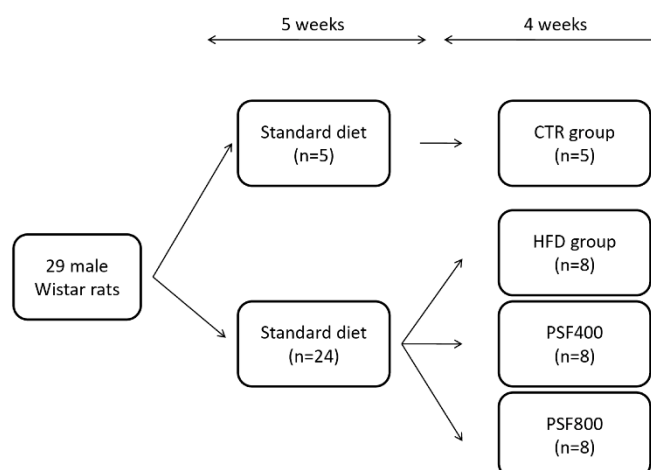 5 weeks
4 weeks
Standard diet
(n=5)
CTR group
(n=5)
29 male
Wistar rats
HFD group
(n=8)
Standard diet
(n=24)
PSF400
(n=8)
PSF800
(n=8)